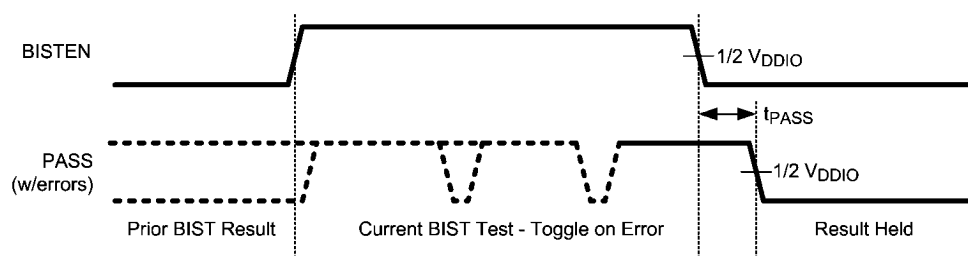 BISTEN
1/2 VDDIO
tPASS
PASS
(w/errors)
1/2 VDDIO
Prior BIST Result
Current BIST Test - Toggle on Error
Result Held